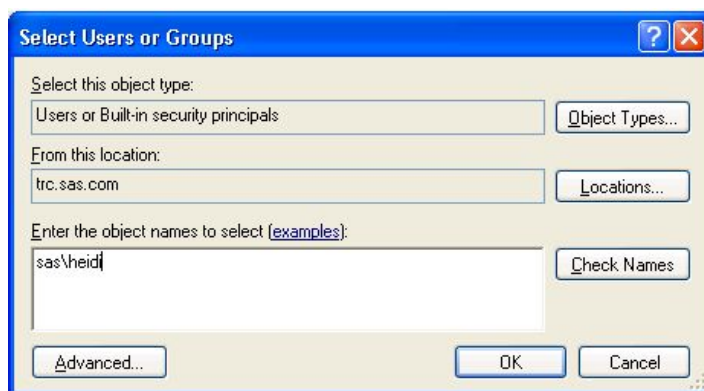 Select Users or Groups
Select this object type:
Users or Built-in security principals
Object Types...
From this location:
trc.sas.com
Locations...
Enter the object names to select (examples):
sas\heidi
Check Names
Advanced...
OK
Cancel